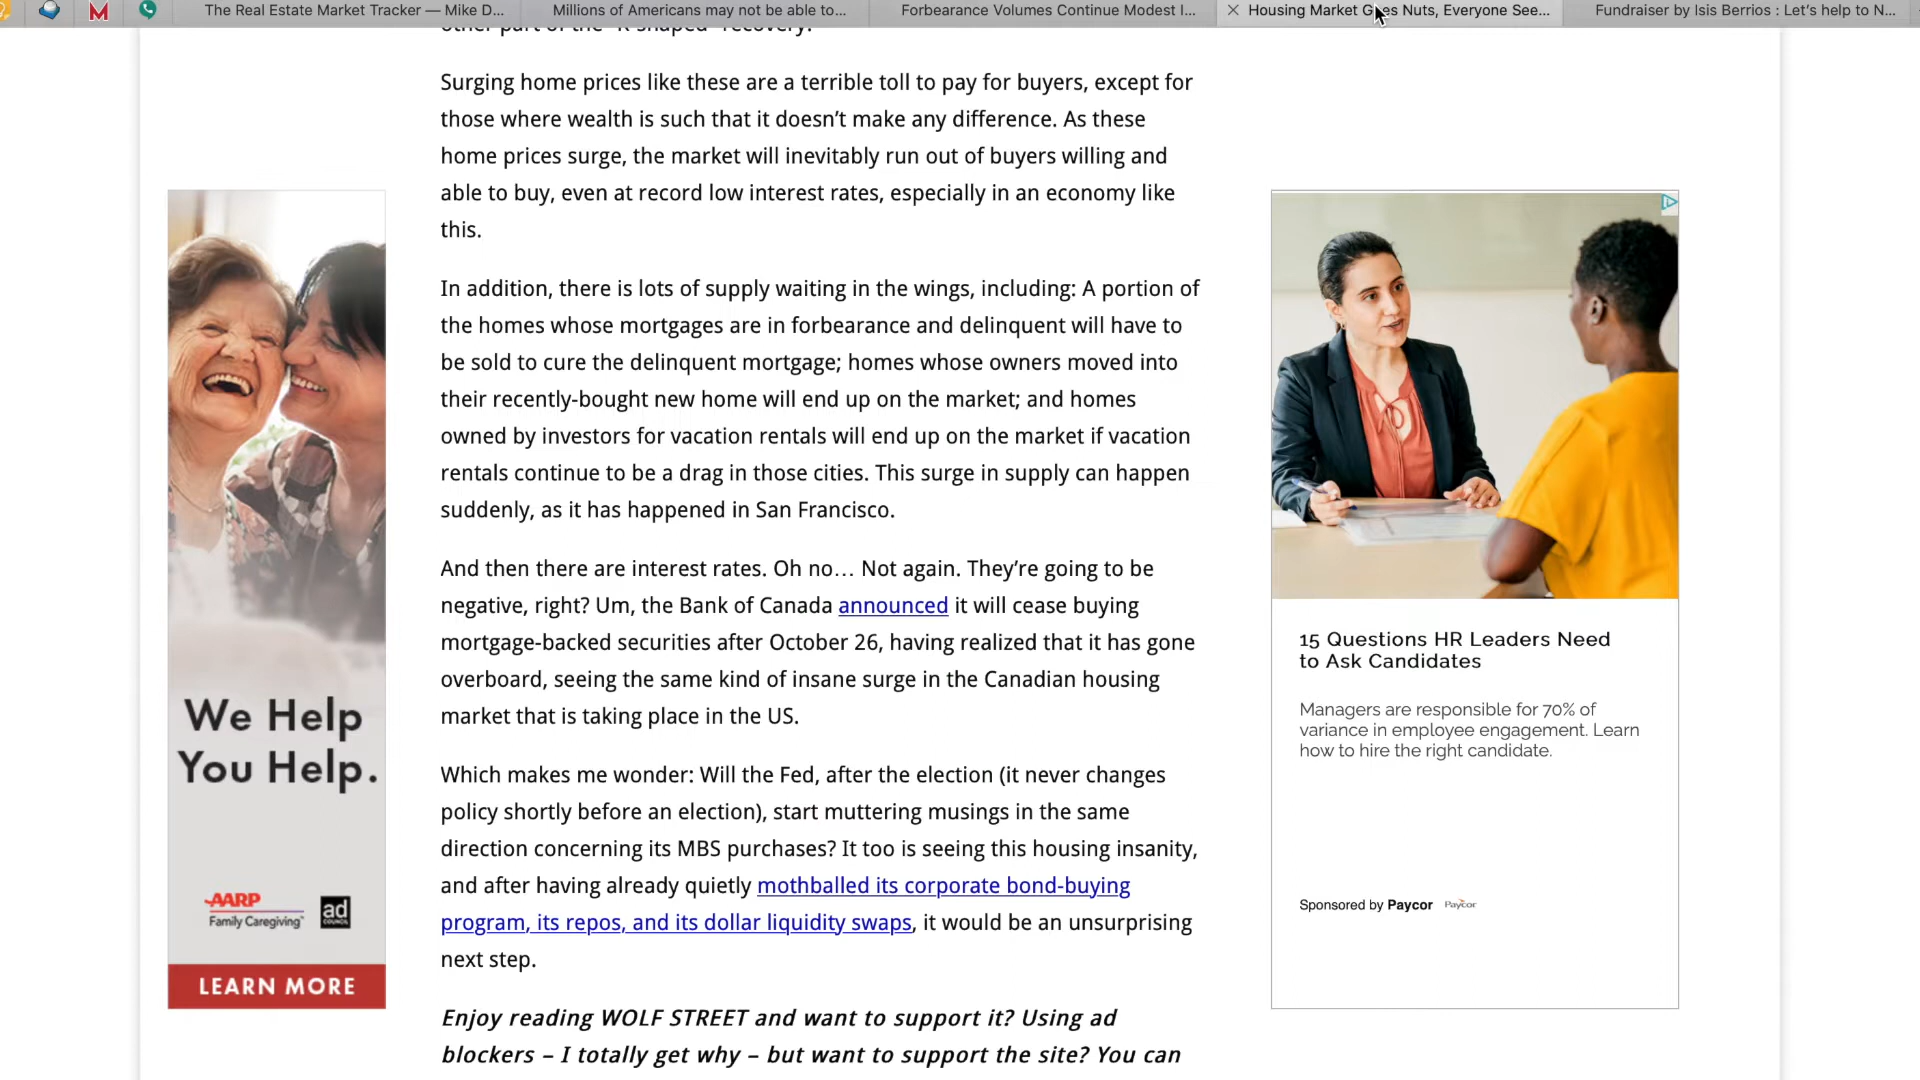 The Real Estate Market Tracker — Mike D...
Millions of Americans may not be able to...
Forbearance Volumes Continue Modest I...
Housing Market Goes Nuts, Everyone See...
Fundraiser by Isis Berrios : Let's help to N...
other part of the "K-shaped" recovery.
Surging home prices like these are a terrible toll to pay for buyers, except for
those where wealth is such that it doesn't make any difference. As these
home prices surge, the market will inevitably run out of buyers willing and
able to buy, even at record low interest rates, especially in an economy like
this.
In addition, there is lots of supply waiting in the wings, including: A portion of
the homes whose mortgages are in forbearance and delinquent will have to
be sold to cure the delinquent mortgage; homes whose owners moved into
their recently-bought new home will end up on the market; and homes
owned by investors for vacation rentals will end up on the market if vacation
rentals continue to be a drag in those cities. This surge in supply can happen
suddenly, as it has happened in San Francisco.
And then there are interest rates. Oh no… Not again. They're going to be
negative, right? Um, the Bank of Canada announced it will cease buying
mortgage-backed securities after October 26, having realized that it has gone
overboard, seeing the same kind of insane surge in the Canadian housing
market that is taking place in the US.
Which makes me wonder: Will the Fed, after the election (it never changes
policy shortly before an election), start muttering musings in the same
direction concerning its MBS purchases? It too is seeing this housing insanity,
and after having already quietly mothballed its corporate bond-buying
program, its repos, and its dollar liquidity swaps, it would be an unsurprising
next step.
Enjoy reading WOLF STREET and want to support it? Using ad
blockers – I totally get why – but want to support the site? You can
We Help
You Help.
AARP
Family Caregiving
ad
COUNCIL
LEARN MORE
15 Questions HR Leaders Need
to Ask Candidates
Managers are responsible for 70% of
variance in employee engagement. Learn
how to hire the right candidate.
Sponsored by Paycor
Paycor